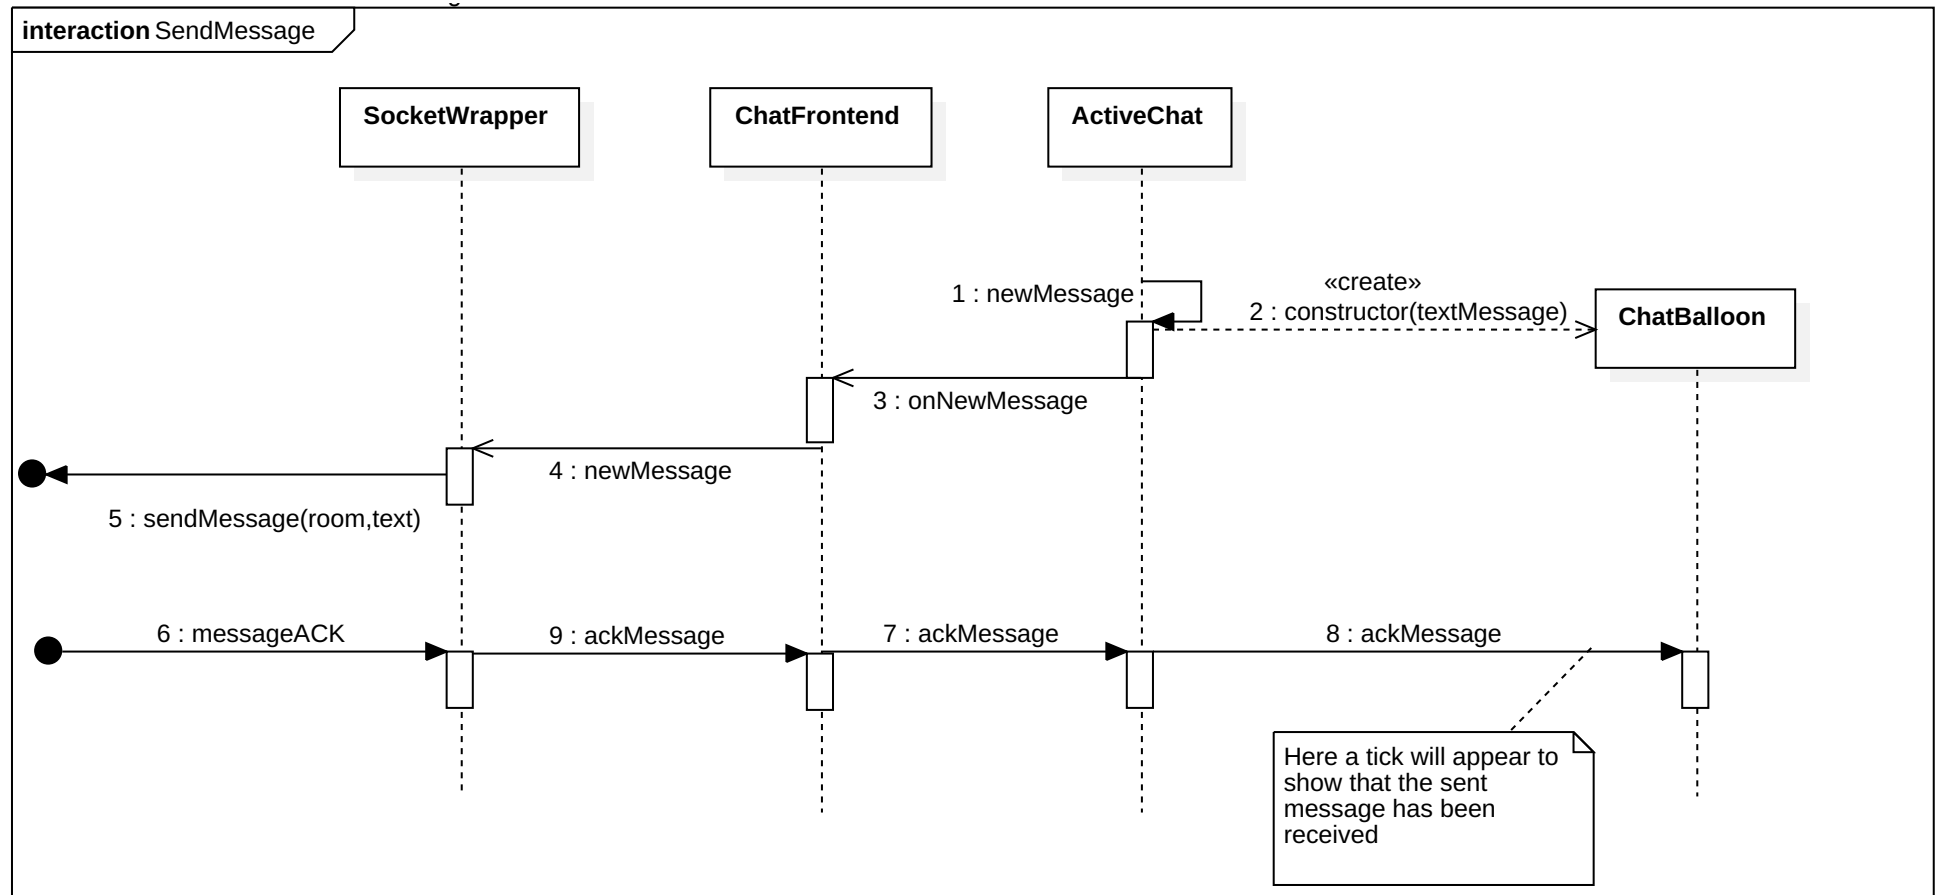 interaction SendMessage
SocketWrapper
ChatFrontend
ActiveChat
1 : newMessage
«create»
2 : constructor(textMessage)
ChatBalloon
3 : onNewMessage
4 : newMessage
5 : sendMessage(room,text)
6 : messageACK
9 : ackMessage
7 : ackMessage
8 : ackMessage
Here a tick will appear to
show that the sent
message has been
received